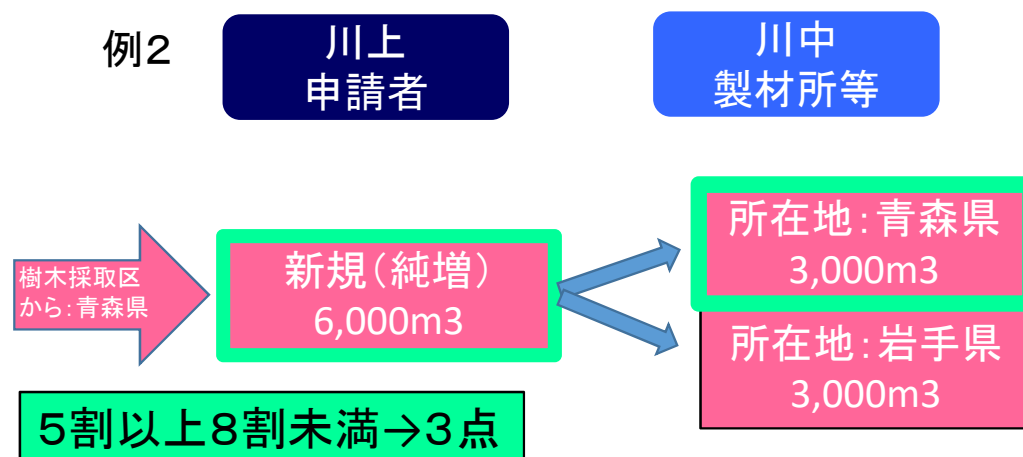 例2
川上
申請者
川中
製材所等
樹木採取区
から:青森県
新規(純増)
6,000m3
所在地:青森県
3,000m3
所在地:岩手県
3,000m3
5割以上8割未満→3点